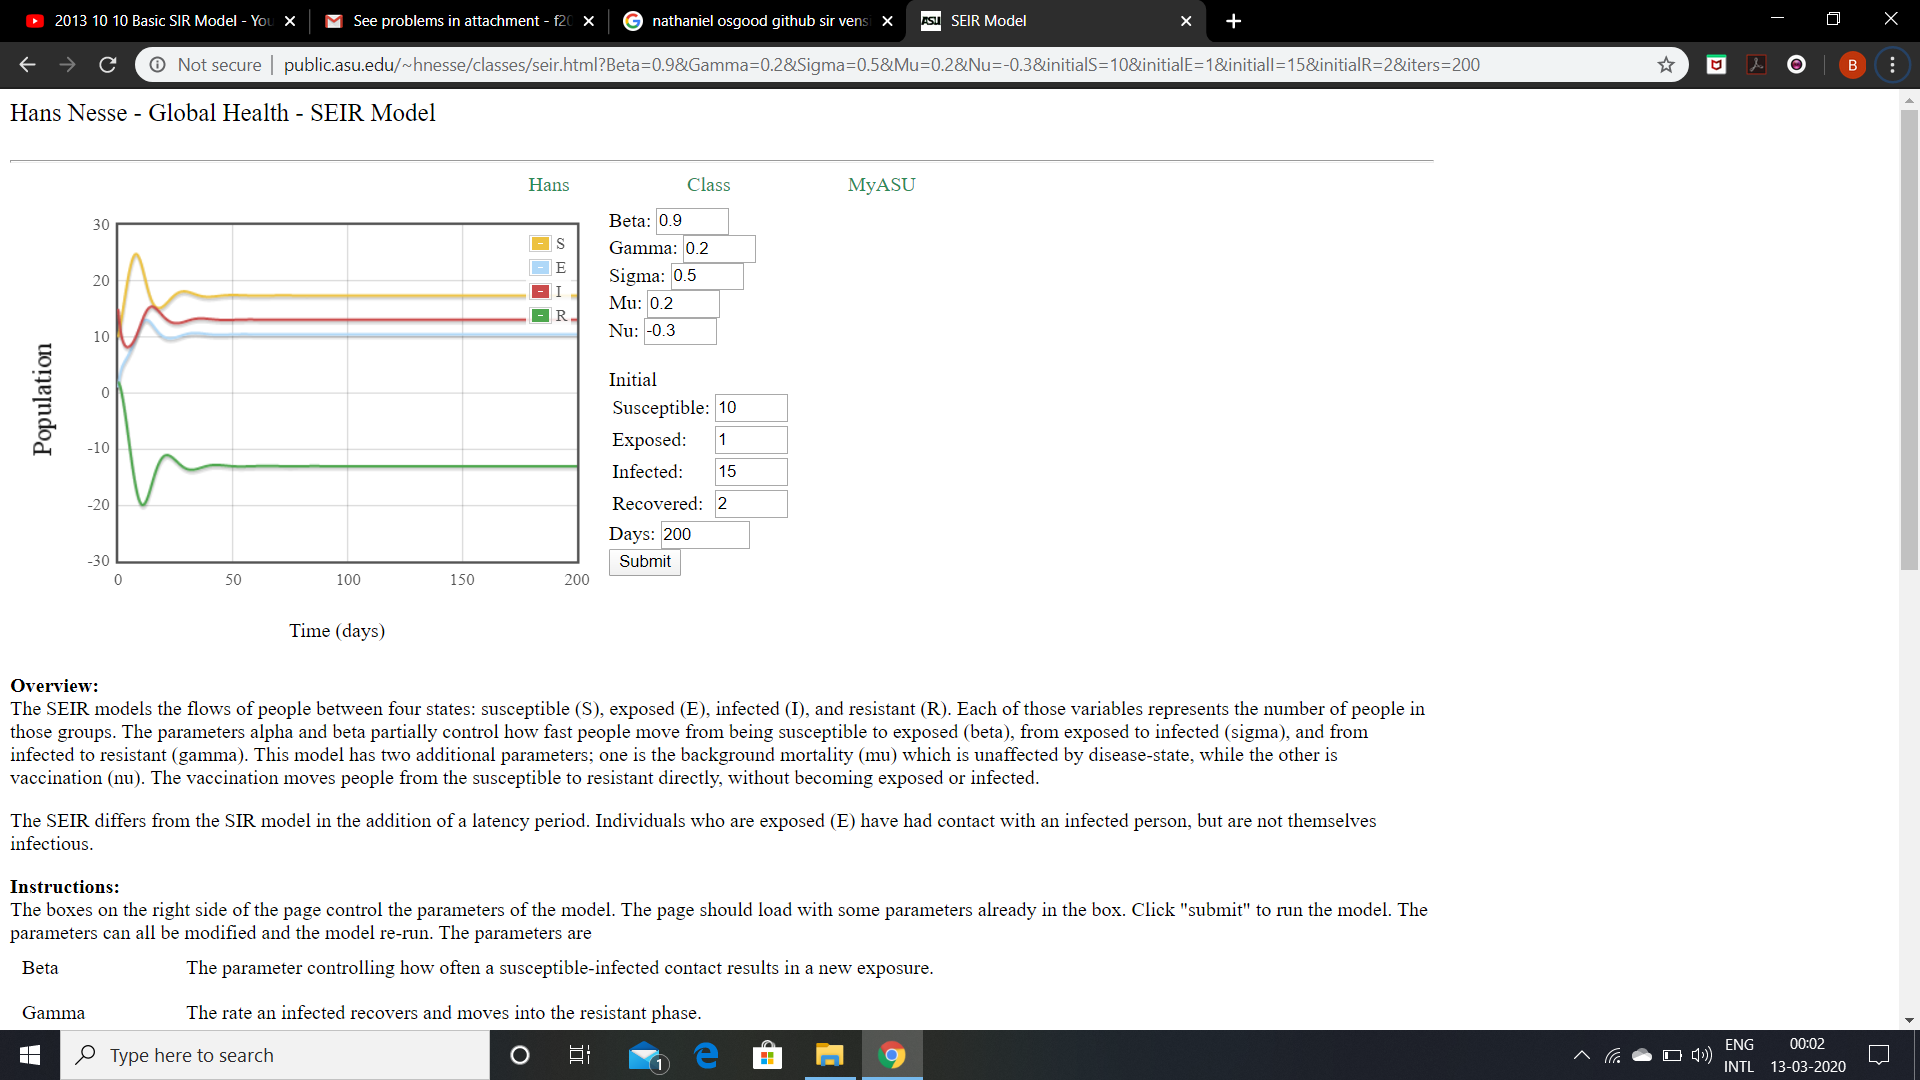 2013 10 10 Basic SIR Model - You
See problems in attachment - f20
nathaniel osgood github sir vens
ASU SEIR Model
Not secure | public.asu.edu/~hnesse/classes/seir.html?Beta=0.9&Gamma=0.2&Sigma=0.5&Mu=0.2&Nu=-0.3&initialS=10&initialE=1&initialI=15&initialR=2&iters=200
B
Hans Nesse - Global Health - SEIR Model
Hans Class MyASU
30
20
10
0
-10
-20
-30
0 50 100 150 200
Population
Time (days)
S
E
I
R
Beta: 0.9
Gamma: 0.2
Sigma: 0.5
Mu: 0.2
Nu: -0.3
Initial
Susceptible: 10
Exposed: 1
Infected: 15
Recovered: 2
Days: 200
Submit
Overview:
The SEIR models the flows of people between four states: susceptible (S), exposed (E), infected (I), and resistant (R). Each of those variables represents the number of people in
those groups. The parameters alpha and beta partially control how fast people move from being susceptible to exposed (beta), from exposed to infected (sigma), and from
infected to resistant (gamma). This model has two additional parameters; one is the background mortality (mu) which is unaffected by disease-state, while the other is
vaccination (nu). The vaccination moves people from the susceptible to resistant directly, without becoming exposed or infected.
The SEIR differs from the SIR model in the addition of a latency period. Individuals who are exposed (E) have had contact with an infected person, but are not themselves
infectious.
Instructions:
The boxes on the right side of the page control the parameters of the model. The page should load with some parameters already in the box. Click "submit" to run the model. The
parameters can all be modified and the model re-run. The parameters are
Beta The parameter controlling how often a susceptible-infected contact results in a new exposure.
Gamma The rate an infected recovers and moves into the resistant phase.
Type here to search
1
ENG
INTL
00:02
13-03-2020